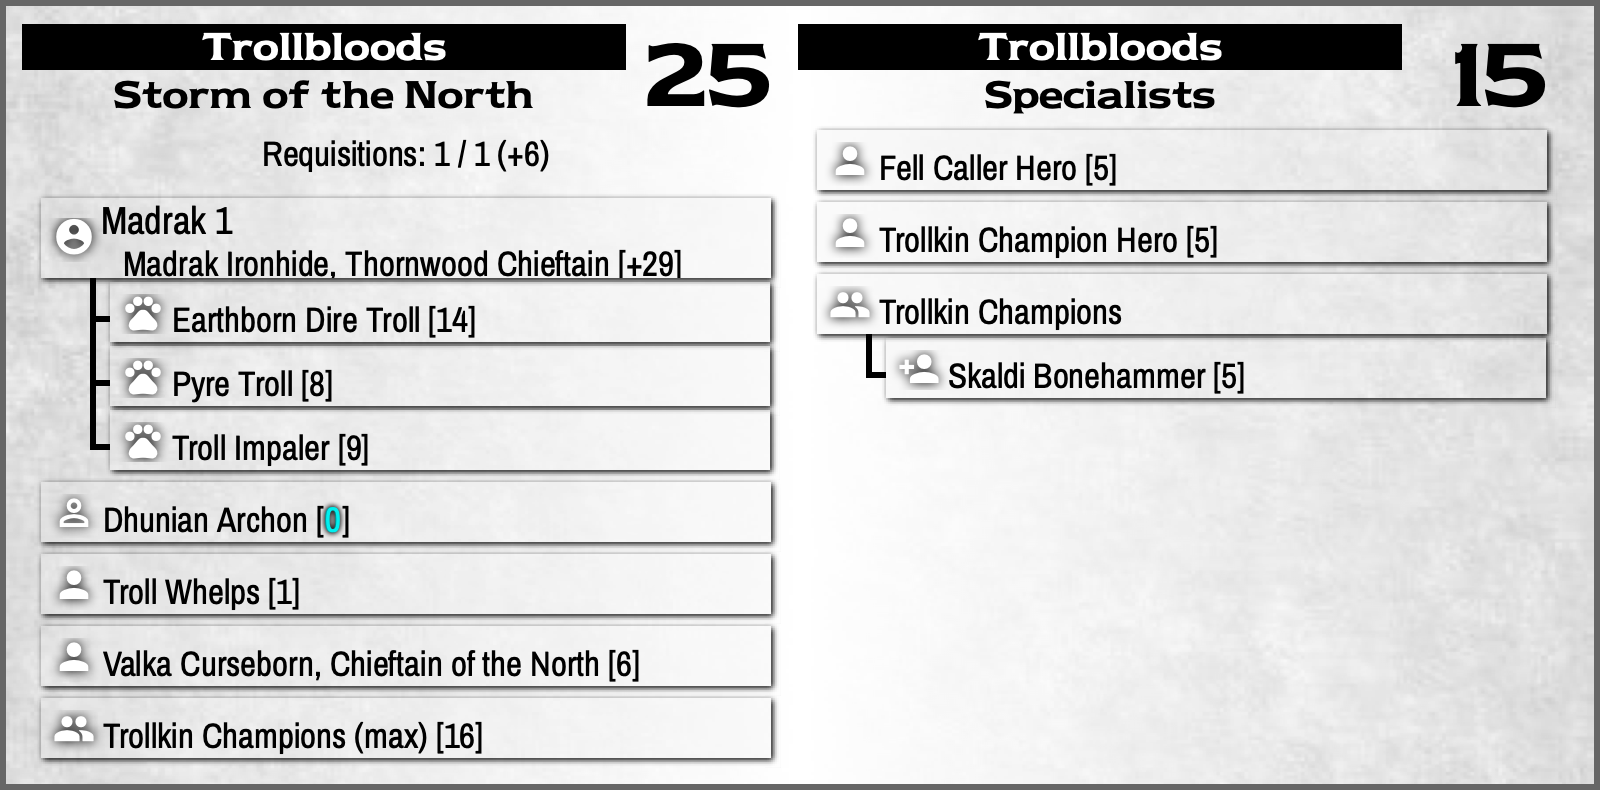 Trollbloods
Storm of the North
25
Requisitions: 1 / 1 (+6)
Madrak 1
Madrak Ironhide, Thornwood Chieftain [+29]
Earthborn Dire Troll [14]
Pyre Troll [8]
Troll Impaler [9]
Dhunian Archon [0]
Troll Whelps [1]
Valka Curseborn, Chieftain of the North [6]
Trollkin Champions (max) [16]
Trollbloods
Specialists
15
Fell Caller Hero [5]
Trollkin Champion Hero [5]
Trollkin Champions
Skaldi Bonehammer [5]